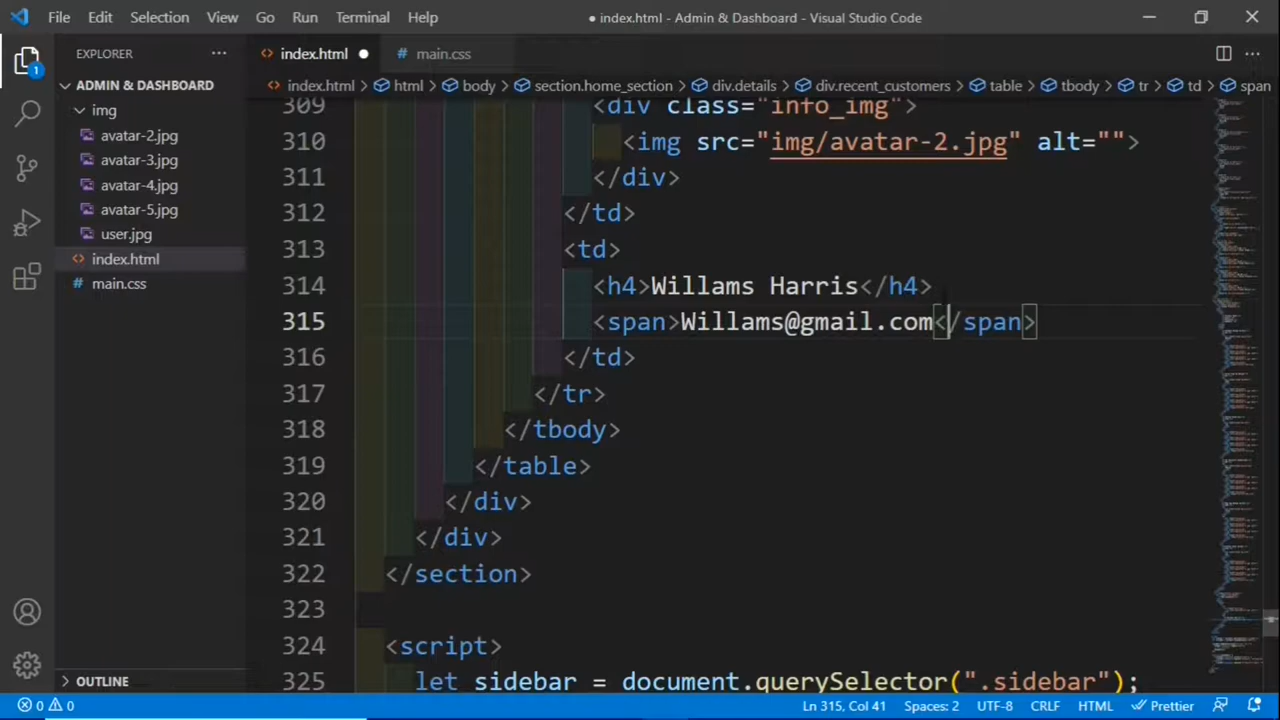 File Edit Selection View Go Run Terminal Help ● index.html - Admin & Dashboard - Visual Studio Code
EXPLORER ··· <> index.html ● # main.css ···
1 ADMIN & DASHBOARD <> index.html > html > body > section.home_section > div.details > div.recent_customers > table > tbody > tr > td > span
img
avatar-2.jpg
avatar-3.jpg
avatar-4.jpg
avatar-5.jpg
user.jpg
<> index.html
# main.css
309 <div class="info_img">
310 <img src="img/avatar-2.jpg" alt="">
311 </div>
312 </td>
313 <td>
314 <h4>Willams Harris</h4>
315 <span>Willams@gmail.com</span>
316 </td>
317 </tr>
318 </tbody>
319 </table>
320 </div>
321 </div>
322 </section>
323
324 <script>
325 let sidebar = document.querySelector(".sidebar");
OUTLINE
0 0 Ln 315, Col 41 Spaces: 2 UTF-8 CRLF HTML Prettier